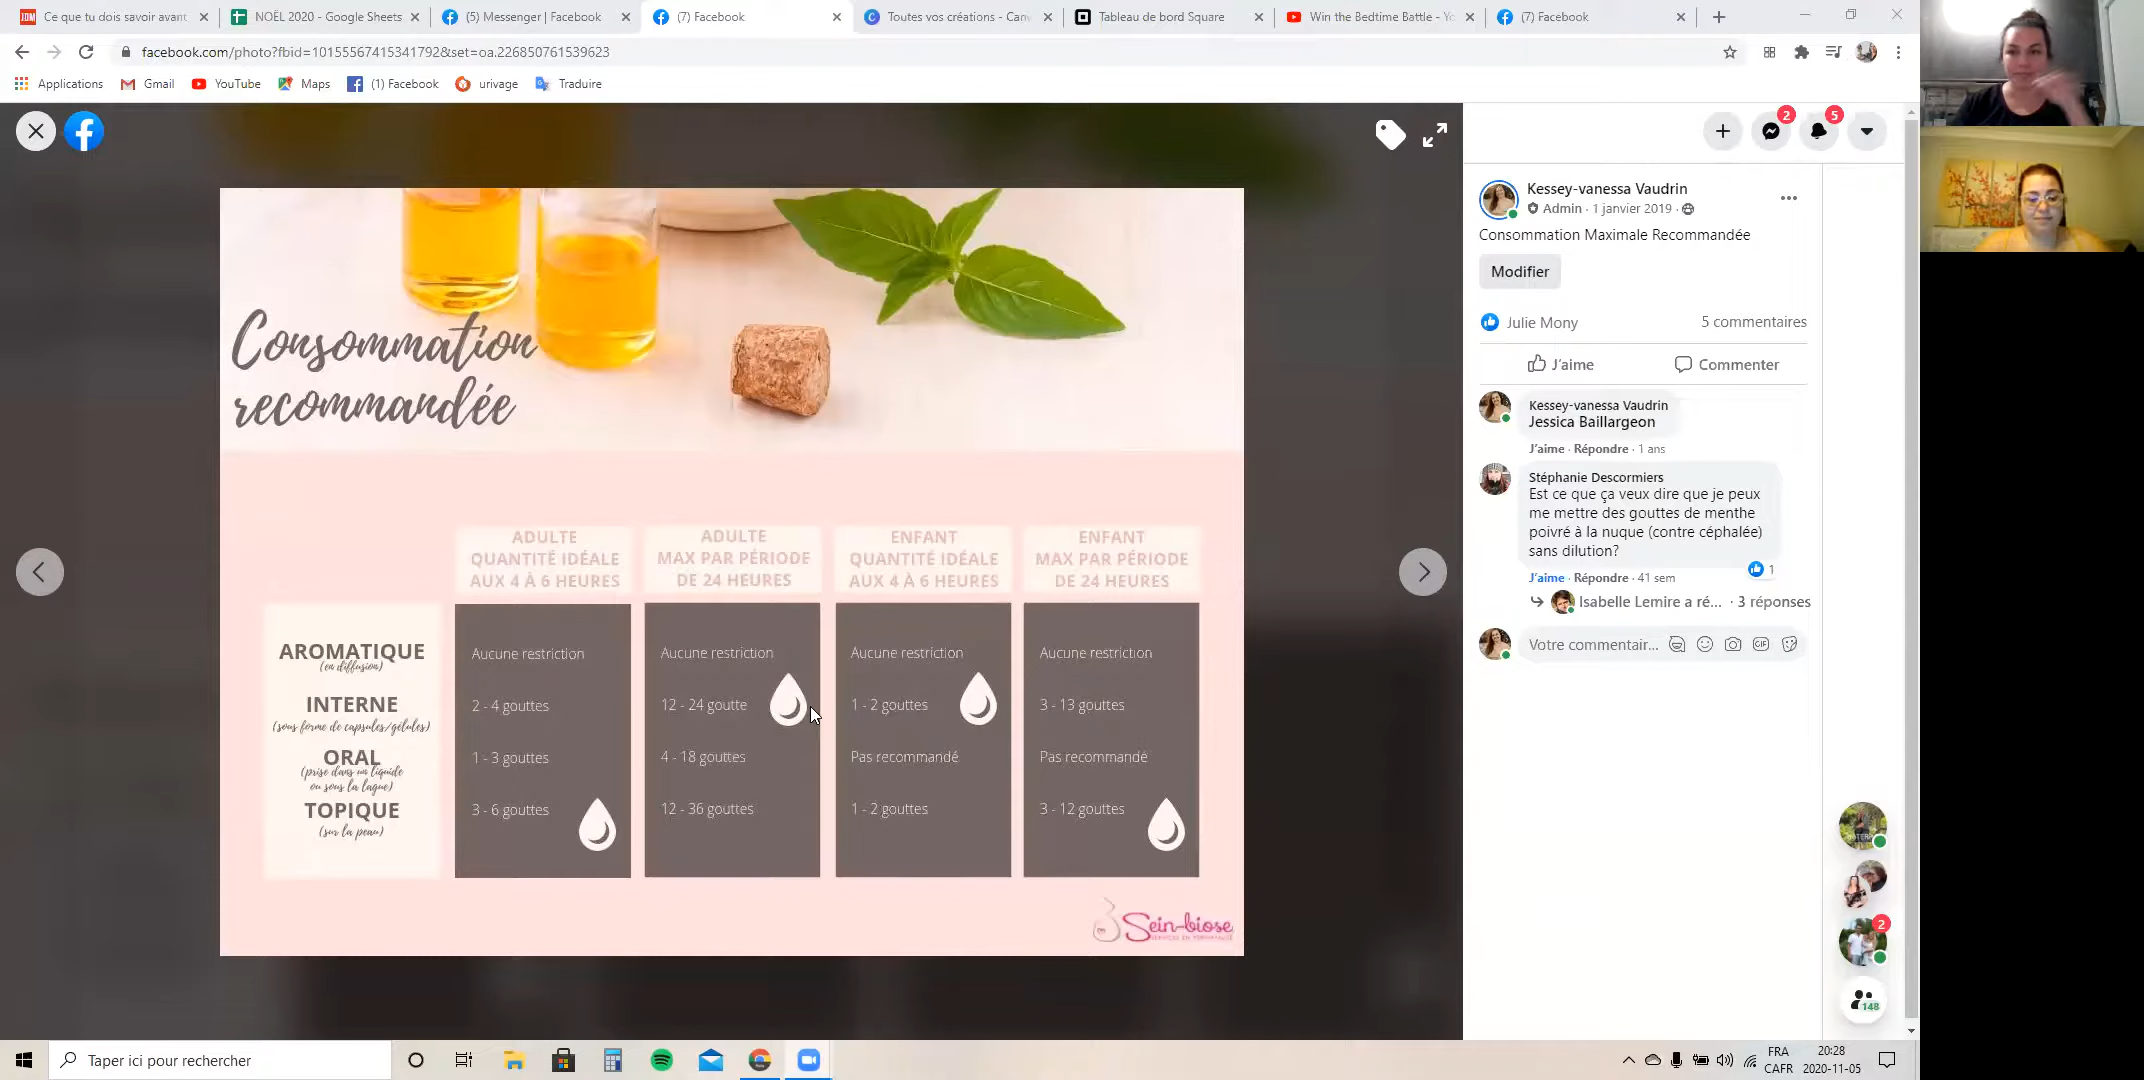 Ce que tu dois savoir avant
NOËL 2020 - Google Sheets
(5) Messenger | Facebook
(7) Facebook
Toutes vos créations - Can
Tableau de bord Square
Win the Bedtime Battle - Yo
(7) Facebook
facebook.com/photo?fbid=10155567415341792&set=oa.226850761539623
Applications
Gmail
YouTube
Maps
(1) Facebook
urivage
Traduire
Consommation
recommandée
ADULTE
QUANTITÉ IDÉALE
AUX 4 À 6 HEURES
ADULTE
MAX PAR PÉRIODE
DE 24 HEURES
ENFANT
QUANTITÉ IDÉALE
AUX 4 À 6 HEURES
ENFANT
MAX PAR PÉRIODE
DE 24 HEURES
AROMATIQUE
(en diffusion)
Aucune restriction
Aucune restriction
Aucune restriction
Aucune restriction
INTERNE
(sous forme de capsules/gélules)
2 - 4 gouttes
12 - 24 goutte
1 - 2 gouttes
3 - 13 gouttes
ORAL
(prise dans un liquide
ou sous la lague)
1 - 3 gouttes
4 - 18 gouttes
Pas recommandé
Pas recommandé
TOPIQUE
(sur la peau)
3 - 6 gouttes
12 - 36 gouttes
1 - 2 gouttes
3 - 12 gouttes
Sein-biose
2
5
Kessey-vanessa Vaudrin
Admin · 1 janvier 2019 ·
Consommation Maximale Recommandée
Modifier
Julie Mony
5 commentaires
J'aime
Commenter
Kessey-vanessa Vaudrin
Jessica Baillargeon
J'aime · Répondre · 1 ans
Stéphanie Descormiers
Est ce que ça veux dire que je peux
me mettre des gouttes de menthe
poivré à la nuque (contre céphalée)
sans dilution?
1
J'aime · Répondre · 41 sem
Isabelle Lemire a ré... · 3 réponses
Votre commentair...
GIF
2
148
Taper ici pour rechercher
FRA
CAFR
20:28
2020-11-05